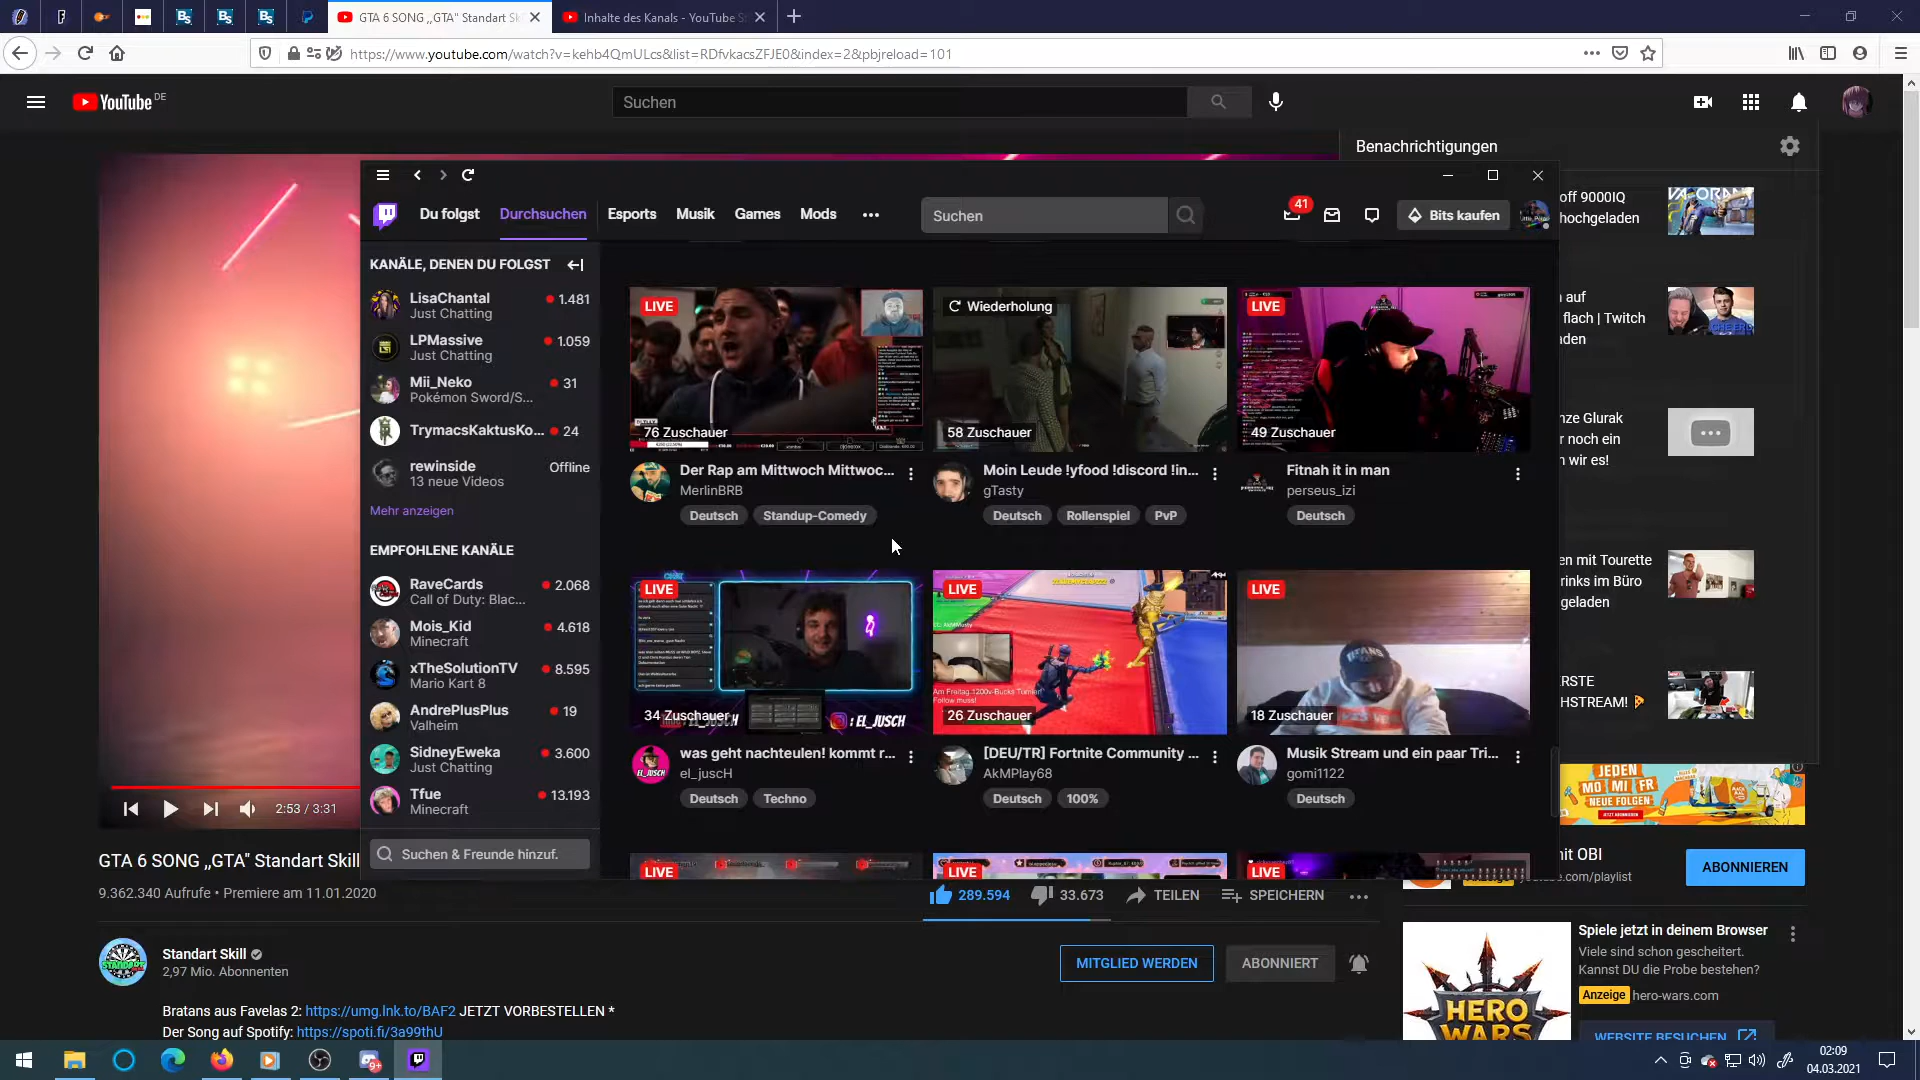 GTA 6 SONG ,,GTA" Standart Sk
Inhalte des Kanals - YouTube S
https://www.youtube.com/watch?v=kehb4QmULcs&list=RDfvkacsZFJE0&index=2&pbjreload=101
YouTube DE
Suchen
Benachrichtigungen
off 9000IQ
hochgeladen
auf
flach | Twitch
den
nze Glurak
r noch ein
n wir es!
en mit Tourette
rinks im Büro
geladen
ERSTE
HSTREAM!
Du folgst
Durchsuchen
Esports
Musik
Games
Mods
Suchen
41
Bits kaufen
KANÄLE, DENEN DU FOLGST
LisaChantal
1.481
Just Chatting
LPMassive
1.059
Just Chatting
Mii_Neko
31
Pokémon Sword/S...
TrymacsKaktusKo...
24
rewinside
Offline
13 neue Videos
Mehr anzeigen
EMPFOHLENE KANÄLE
RaveCards
2.068
Call of Duty: Blac...
Mois_Kid
4.618
Minecraft
xTheSolutionTV
8.595
Mario Kart 8
AndrePlusPlus
19
Valheim
SidneyEweka
3.600
Just Chatting
Tfue
13.193
Minecraft
Suchen & Freunde hinzuf.
LIVE
76 Zuschauer
Der Rap am Mittwoch Mittwoc...
MerlinBRB
Deutsch
Standup-Comedy
Wiederholung
58 Zuschauer
Moin Leude !yfood !discord !in...
gTasty
Deutsch
Rollenspiel
PvP
LIVE
49 Zuschauer
Fitnah it in man
perseus_izi
Deutsch
LIVE
34 Zuschauer
: EL_JUSCH
was geht nachteulen! kommt r...
el_juscH
Deutsch
Techno
LIVE
Am Freitag 1200v-Bucks Turnier
Follow muss!
26 Zuschauer
[DEU/TR] Fortnite Community ...
AkMPlay68
Deutsch
100%
LIVE
18 Zuschauer
Musik Stream und ein paar Tri...
gomi1122
Deutsch
LIVE
LIVE
LIVE
2:53 / 3:31
GTA 6 SONG ,,GTA" Standart Skill
9.362.340 Aufrufe • Premiere am 11.01.2020
289.594
33.673
TEILEN
SPEICHERN
Standart Skill
2,97 Mio. Abonnenten
MITGLIED WERDEN
ABONNIERT
Bratans aus Favelas 2: https://umg.lnk.to/BAF2 JETZT VORBESTELLEN *
Der Song auf Spotify: https://spoti.fi/3a99thU
JEDEN
MO MI FR
NEUE FOLGEN
JETZT ABONNIEREN
mit OBI
youtube.com/playlist
ABONNIEREN
HERO
WARS
Spiele jetzt in deinem Browser
Viele sind schon gescheitert.
Kannst DU die Probe bestehen?
Anzeige
hero-wars.com
WEBSITE BESUCHEN
02:09
04.03.2021